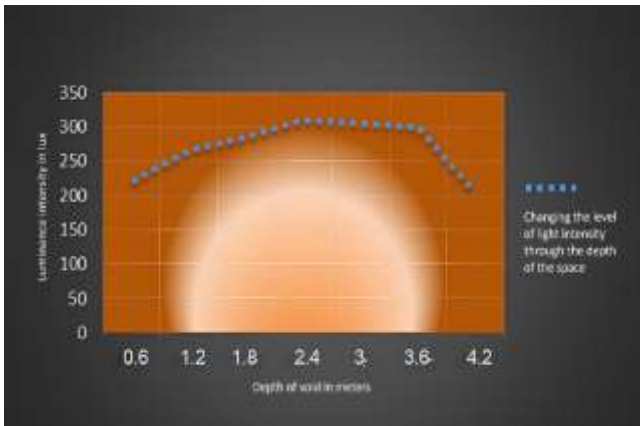 350
300
250
200
150
100
50
0
Luminance intensity in lux
0.6 1.2 1.8 2.4 3. 3.6- 4.2
Depth of void in meters
Changing the level
of light intensity
through the depth
of the space